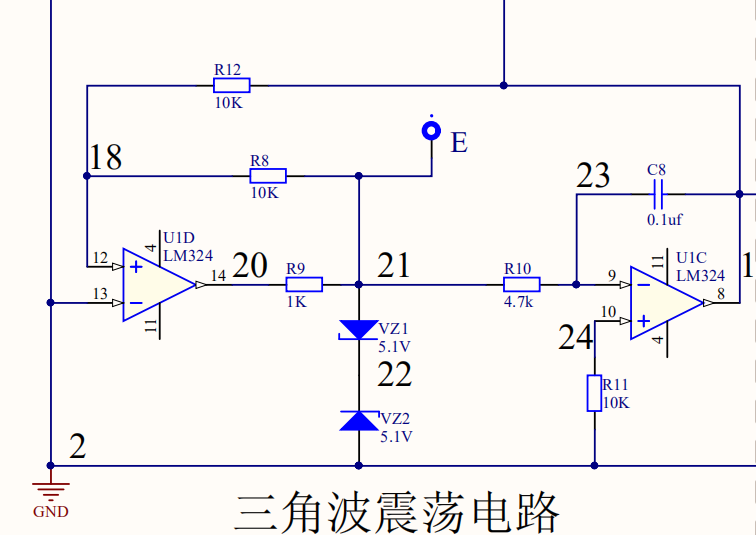 R12
10K
E
18
R8
10K
23
C8
0.1uf
U1D
LM324
4
12
13
14
11
20
R9
1K
21
R10
4.7k
U1C
LM324
11
9
10
8
4
VZ1
5.1V
22
24
R11
10K
VZ2
5.1V
2
GND
三角波震荡电路